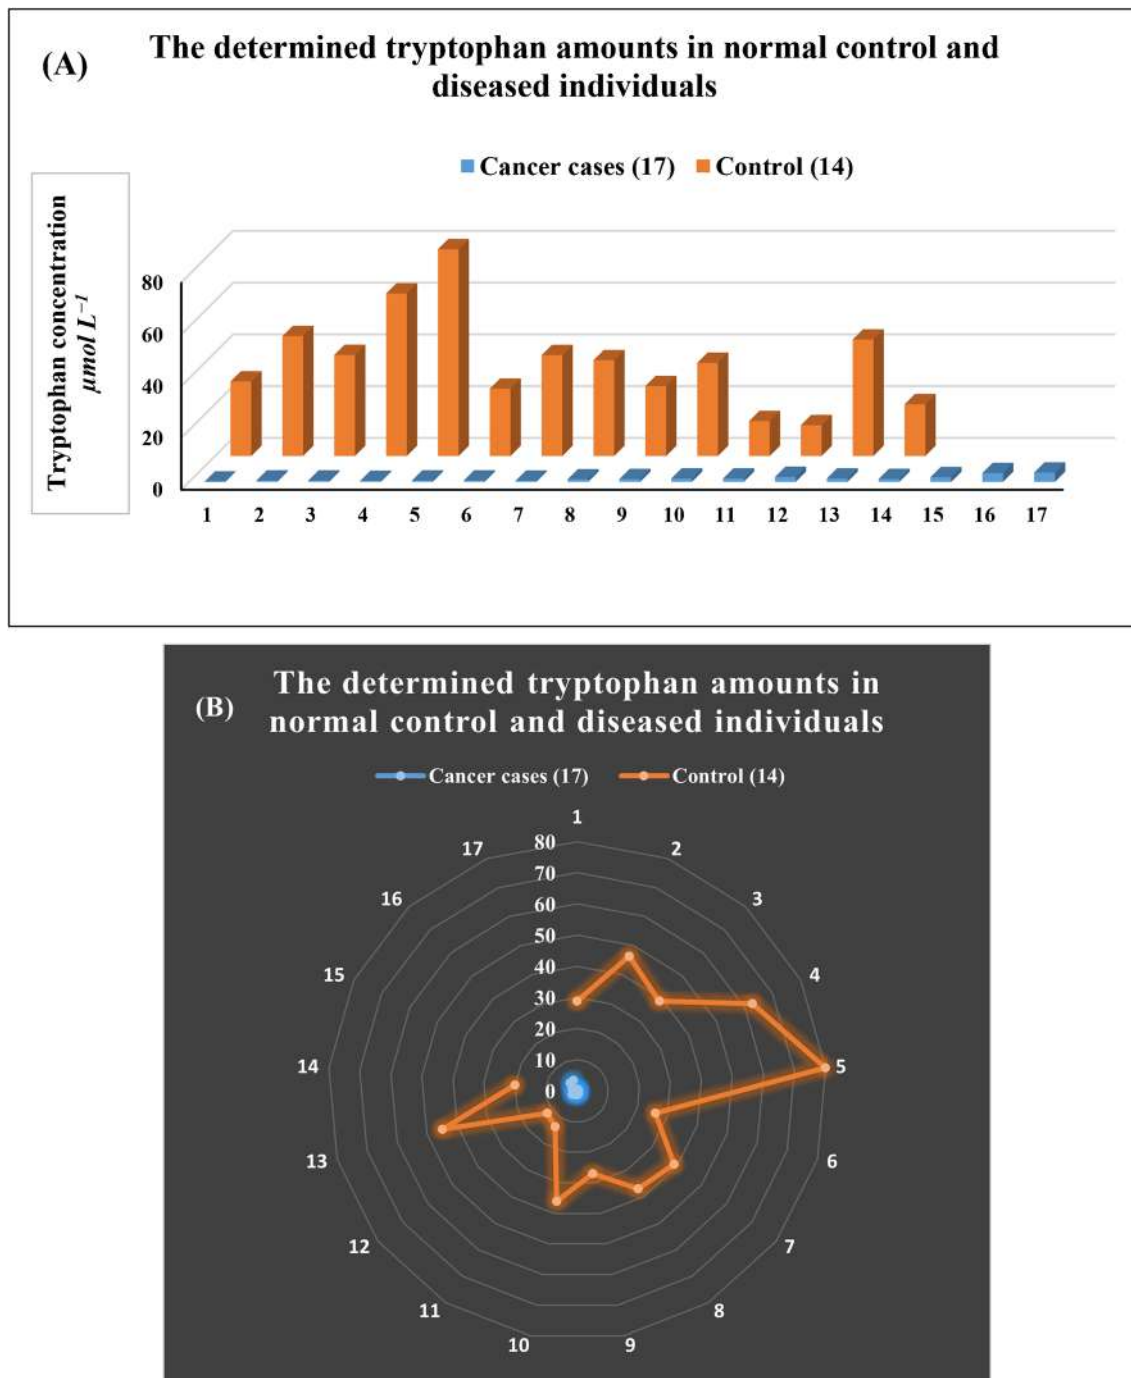 (A)
The determined tryptophan amounts in normal control and
diseased individuals
Cancer cases (17) Control (14)
Tryptophan concentration
µmol L⁻¹
80
60
40
20
0
1 2 3 4 5 6 7 8 9 10 11 12 13 14 15 16 17
(B)
The determined tryptophan amounts in
normal control and diseased individuals
Cancer cases (17) Control (14)
1
2
3
4
5
6
7
8
9
10
11
12
13
14
15
16
17
80
70
60
50
40
30
20
10
0